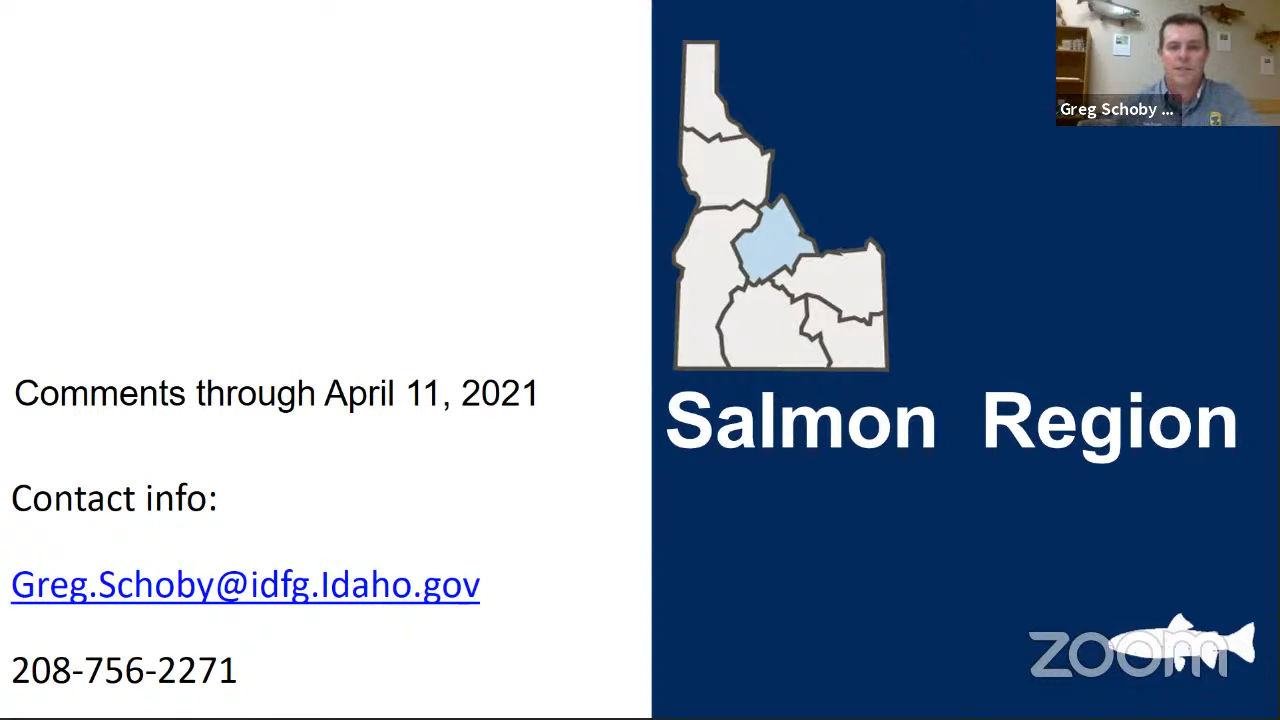 Greg Schoby ...
Comments through April 11, 2021
Contact info:
Greg.Schoby@idfg.Idaho.gov
208-756-2271
Salmon Region
zoom